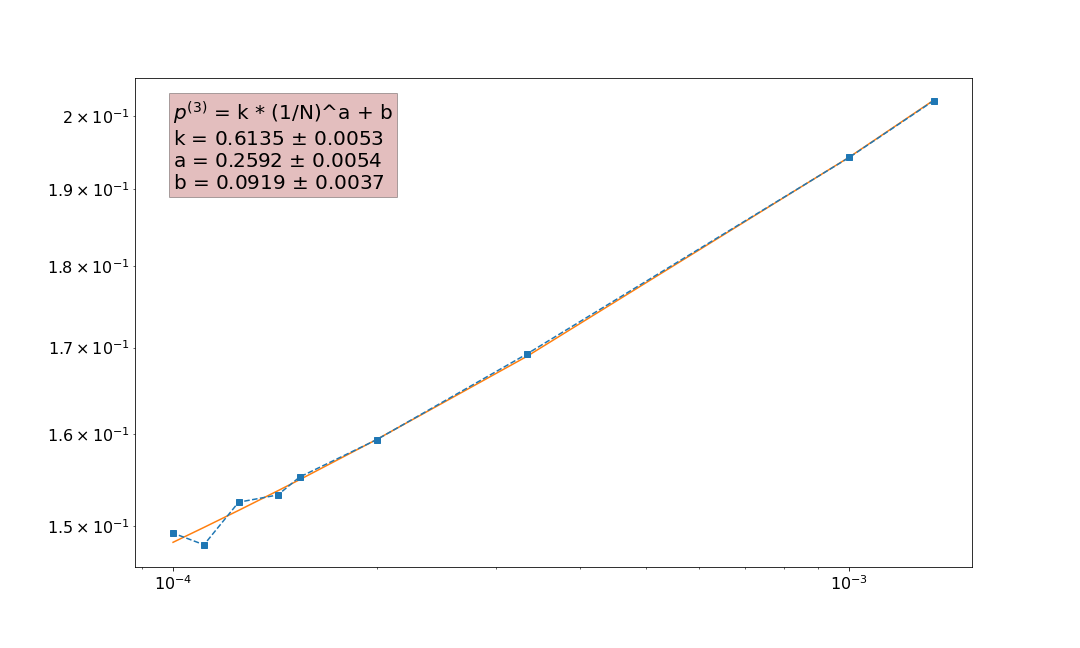 p^(3) = k * (1/N)^a + b
k = 0.6135 ± 0.0053
a = 0.2592 ± 0.0054
b = 0.0919 ± 0.0037
2 × 10⁻¹
1.9 × 10⁻¹
1.8 × 10⁻¹
1.7 × 10⁻¹
1.6 × 10⁻¹
1.5 × 10⁻¹
10⁻⁴ 10⁻³